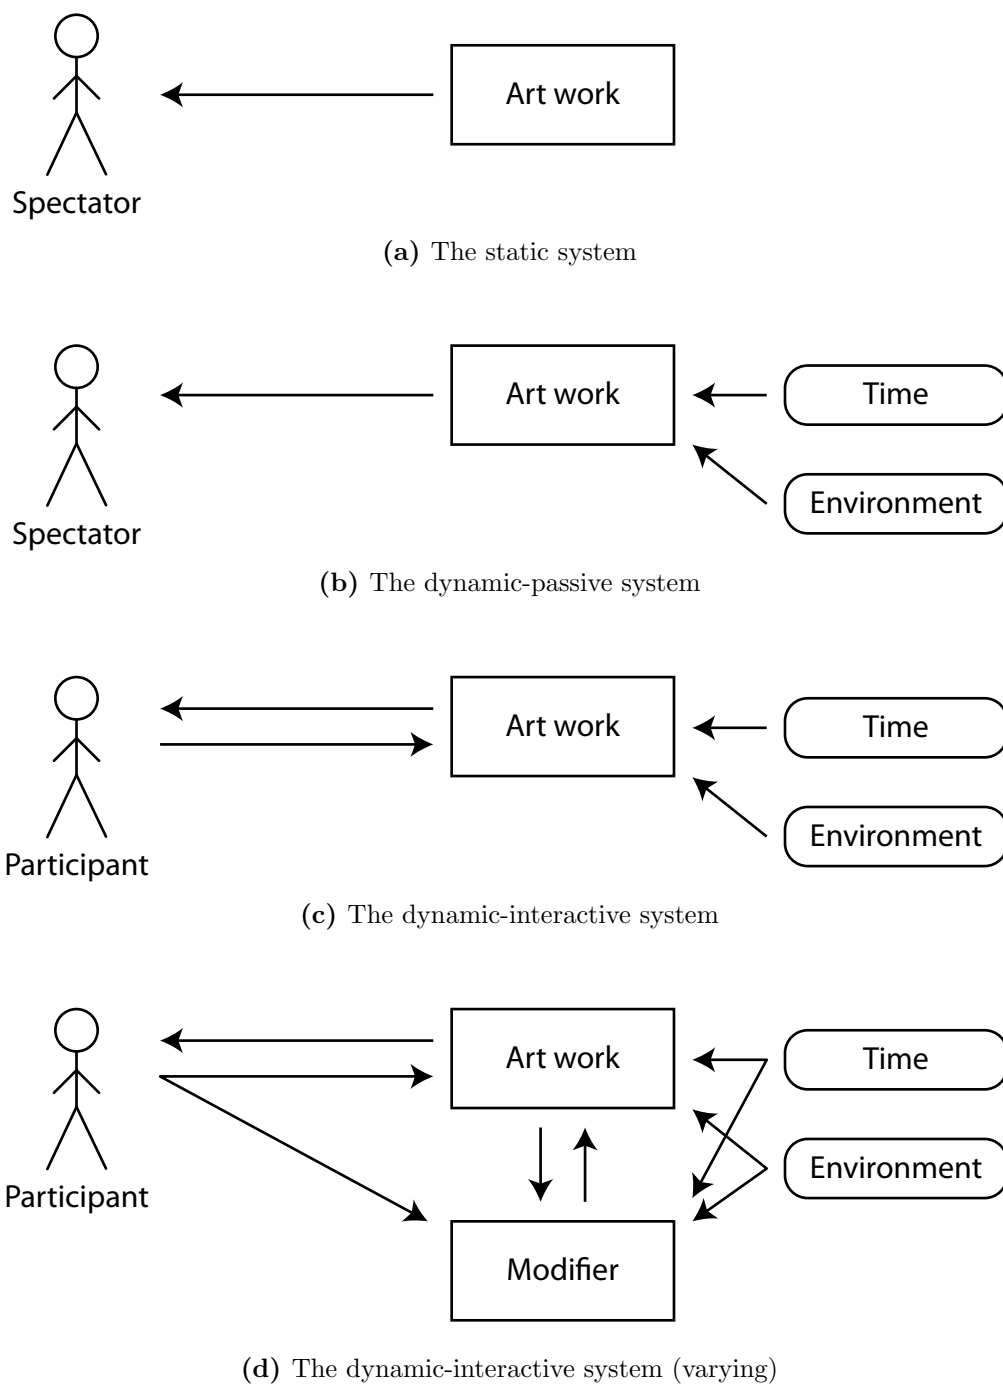 Art work
Spectator
(a) The static system
Art work
Time
Environment
Spectator
(b) The dynamic-passive system
Art work
Time
Environment
Participant
(c) The dynamic-interactive system
Art work
Time
Environment
Participant
Modifier
(d) The dynamic-interactive system (varying)